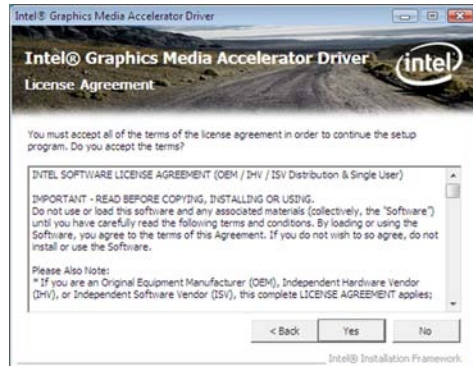 Intel® Graphics Media Accelerator Driver
Intel® Graphics Media Accelerator Driver
License Agreement
intel
You must accept all of the terms of the license agreement in order to continue the setup
program. Do you accept the terms?
INTEL SOFTWARE LICENSE AGREEMENT (OEM / IHV / ISV Distribution & Single User)
IMPORTANT - READ BEFORE COPYING, INSTALLING OR USING.
Do not use or load this software and any associated materials (collectively, the "Software")
until you have carefully read the following terms and conditions. By loading or using the
Software, you agree to the terms of this Agreement. If you do not wish to so agree, do not
install or use the Software.
Please Also Note:
* If you are an Original Equipment Manufacturer (OEM), Independent Hardware Vendor
(IHV), or Independent Software Vendor (ISV), this complete LICENSE AGREEMENT applies;
< Back Yes No
Intel® Installation Framework